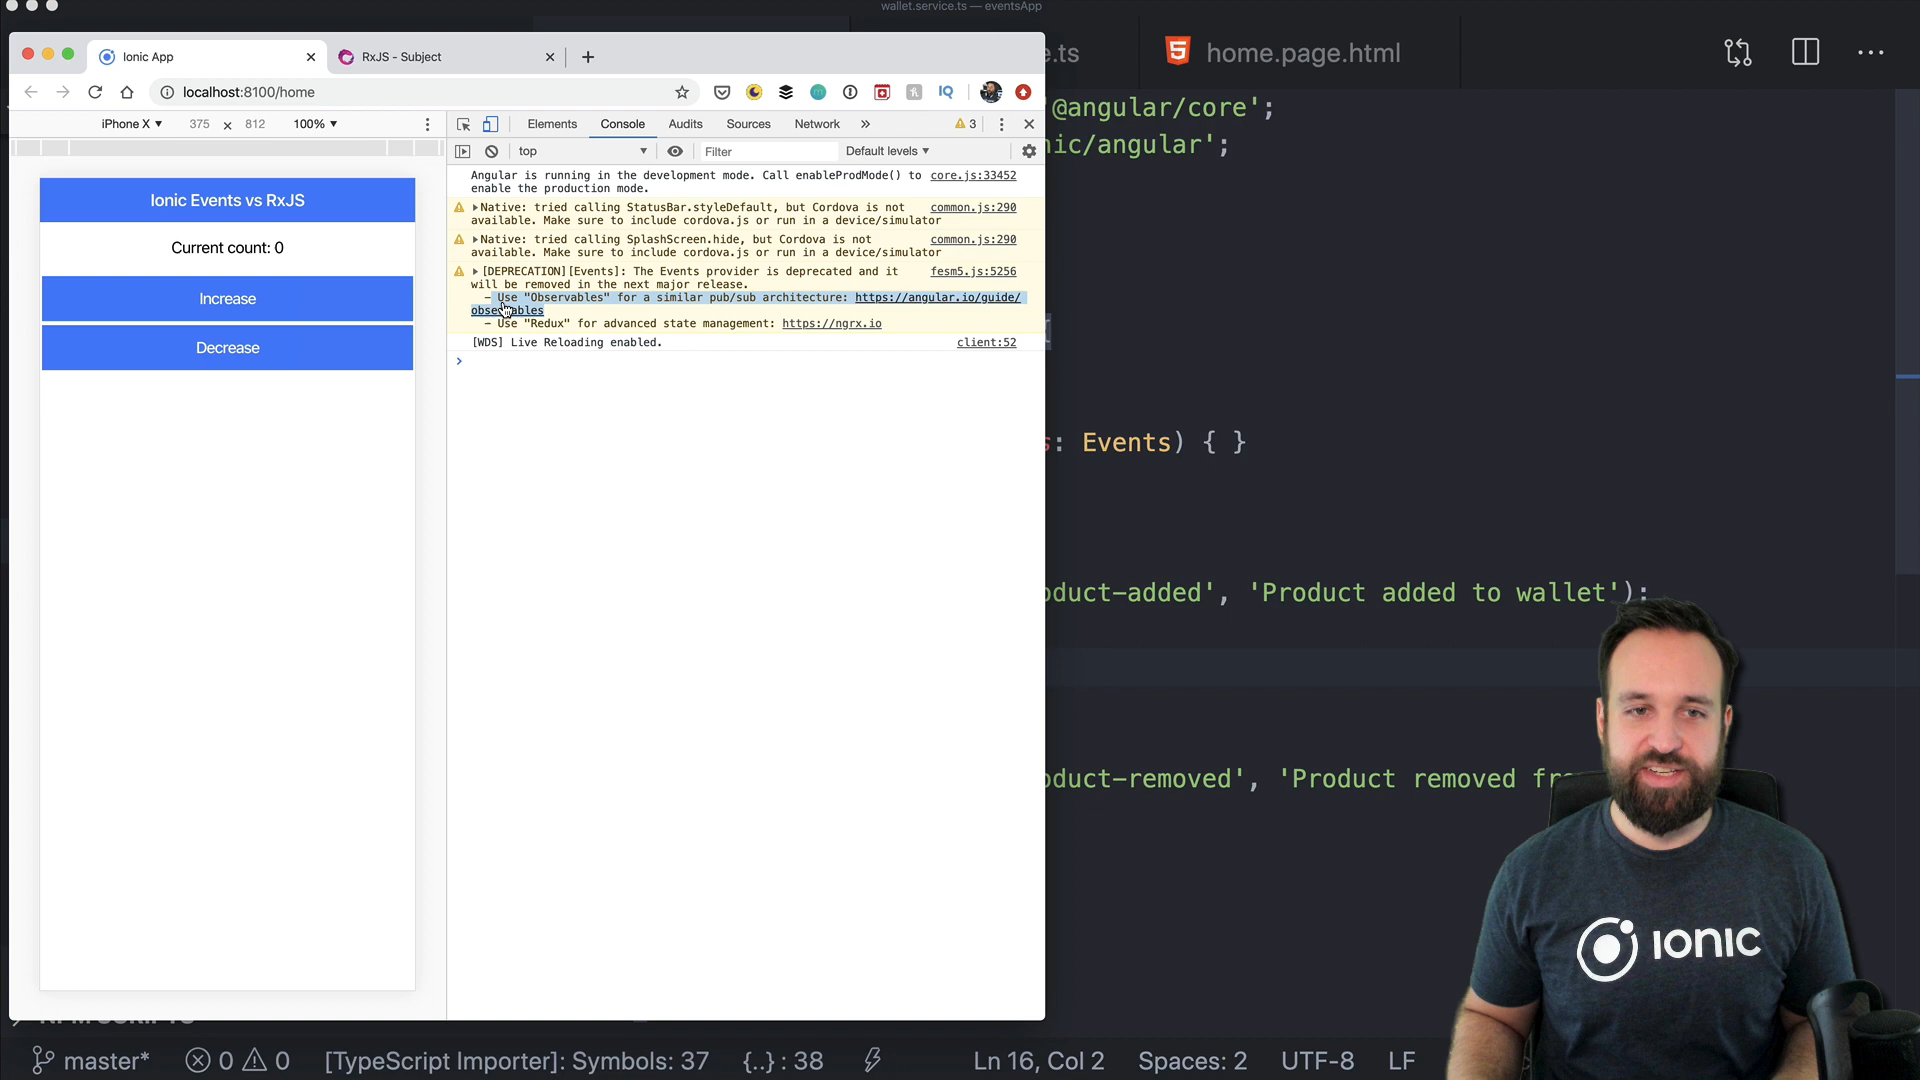 wallet.service.ts — eventsApp
Ionic App
RxJS - Subject
e.ts
home.page.html
localhost:8100/home
IQ
iPhone X ▾ 375 × 812 100% ▾
Elements Console Audits Sources Network » 3
top Filter Default levels ▾
Angular is running in the development mode. Call enableProdMode() to core.js:33452
enable the production mode.
Native: tried calling StatusBar.styleDefault, but Cordova is not common.js:290
available. Make sure to include cordova.js or run in a device/simulator
Native: tried calling SplashScreen.hide, but Cordova is not common.js:290
available. Make sure to include cordova.js or run in a device/simulator
[DEPRECATION][Events]: The Events provider is deprecated and it fesm5.js:5256
will be removed in the next major release.
- Use "Observables" for a similar pub/sub architecture: https://angular.io/guide/
observables
- Use "Redux" for advanced state management: https://ngrx.io
[WDS] Live Reloading enabled. client:52
Ionic Events vs RxJS
Current count: 0
Increase
Decrease
'@angular/core';
nic/angular';
s: Events) { }
oduct-added', 'Product added to wallet');
oduct-removed', 'Product removed fr
IONIC
master* 0 0 [TypeScript Importer]: Symbols: 37 {..} : 38 Ln 16, Col 2 Spaces: 2 UTF-8 LF